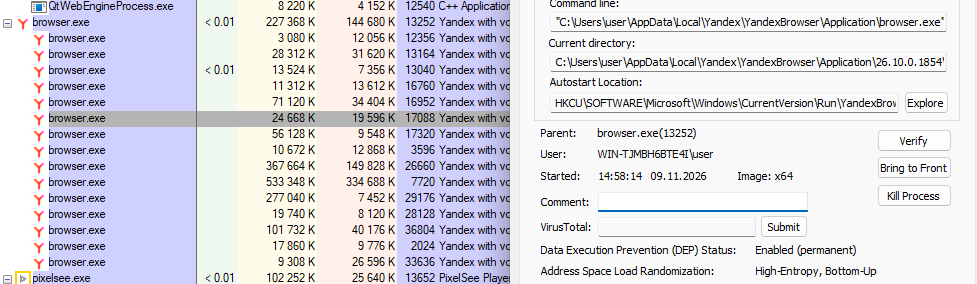 QtWebEngineProcess.exe 8 220 K 4 152 K 12540 C++ Application
browser.exe < 0.01 227 368 K 144 680 K 13252 Yandex with vo
browser.exe 3 080 K 12 056 K 12356 Yandex with vo
browser.exe 28 312 K 31 620 K 13164 Yandex with vo
browser.exe < 0.01 13 524 K 7 356 K 13040 Yandex with vo
browser.exe 11 312 K 13 612 K 16760 Yandex with vo
browser.exe 71 120 K 34 404 K 16952 Yandex with vo
browser.exe 24 668 K 19 596 K 17088 Yandex with vo
browser.exe 56 128 K 9 548 K 17320 Yandex with vo
browser.exe 10 672 K 12 868 K 3596 Yandex with vo
browser.exe 367 664 K 149 828 K 26660 Yandex with vo
browser.exe 533 348 K 334 688 K 7720 Yandex with vo
browser.exe 277 040 K 7 452 K 29176 Yandex with vo
browser.exe 19 740 K 8 120 K 28128 Yandex with vo
browser.exe 101 732 K 40 176 K 36804 Yandex with vo
browser.exe 17 860 K 9 776 K 2024 Yandex with vo
browser.exe 9 308 K 26 596 K 33636 Yandex with vo
pixelsee.exe < 0.01 102 252 K 25 640 K 13652 PixelSee Player
Command line:
"C:\Users\user\AppData\Local\Yandex\YandexBrowser\Application\browser.exe"
Current directory:
C:\Users\user\AppData\Local\Yandex\YandexBrowser\Application\26.10.0.1854\
Autostart Location:
HKCU\SOFTWARE\Microsoft\Windows\CurrentVersion\Run\YandexBrow Explore
Parent: browser.exe(13252) Verify
User: WIN-TJMBH6BTE4I\user
Bring to Front
Started: 14:58:14 09.11.2026 Image: x64
Kill Process
Comment:
VirusTotal: Submit
Data Execution Prevention (DEP) Status: Enabled (permanent)
Address Space Load Randomization: High-Entropy, Bottom-Up